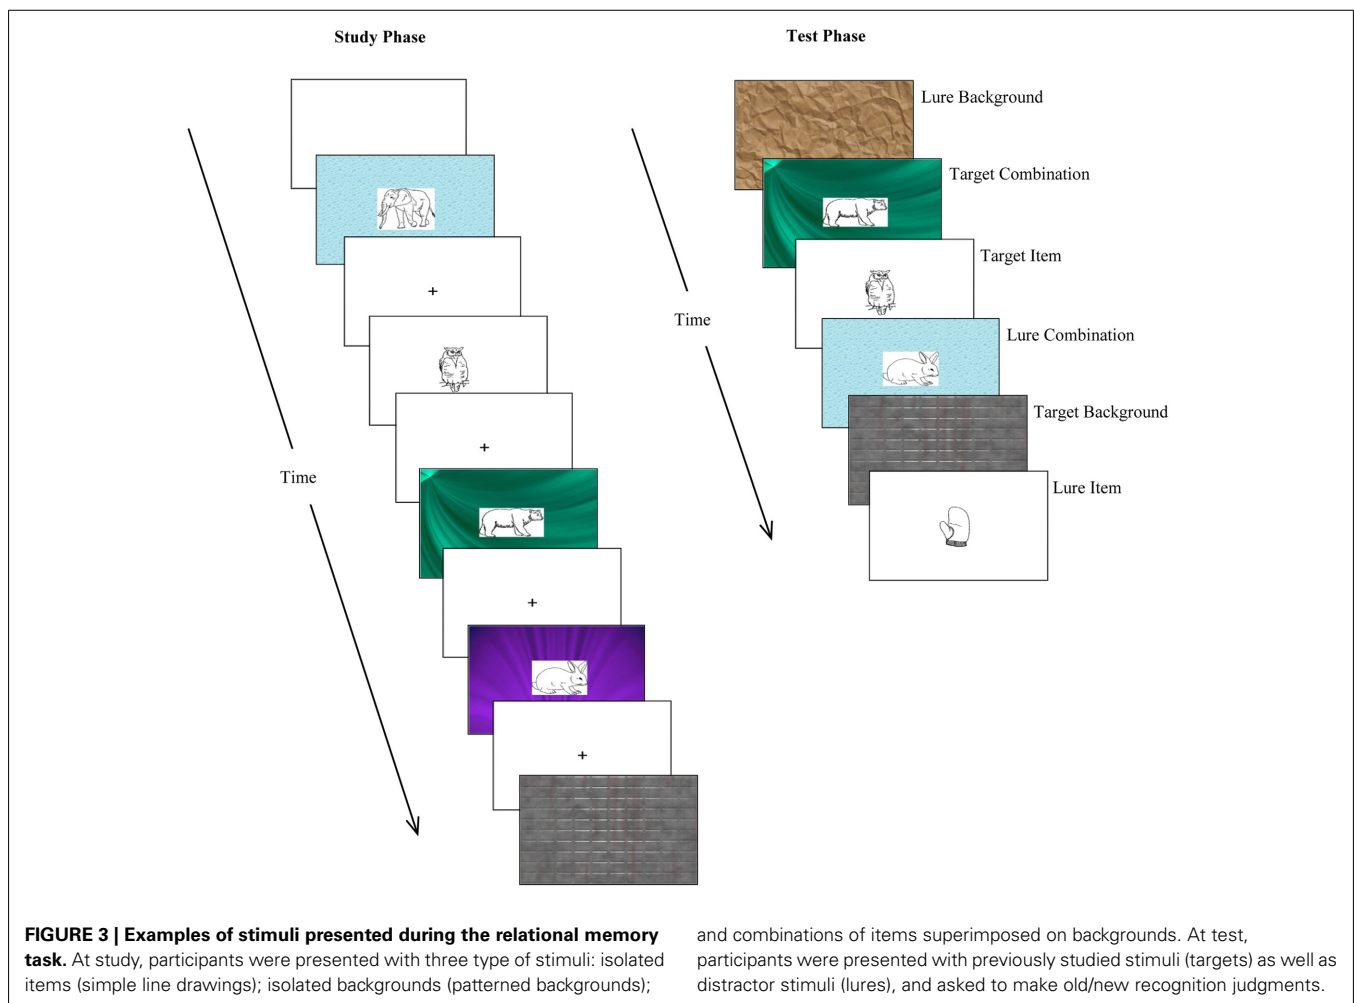 Study Phase
Time
Test Phase
Lure Background
Target Combination
Target Item
Time
Lure Combination
Target Background
Lure Item
+
+
+
+
FIGURE 3 | Examples of stimuli presented during the relational memory
task. At study, participants were presented with three type of stimuli: isolated
items (simple line drawings); isolated backgrounds (patterned backgrounds);
and combinations of items superimposed on backgrounds. At test,
participants were presented with previously studied stimuli (targets) as well as
distractor stimuli (lures), and asked to make old/new recognition judgments.